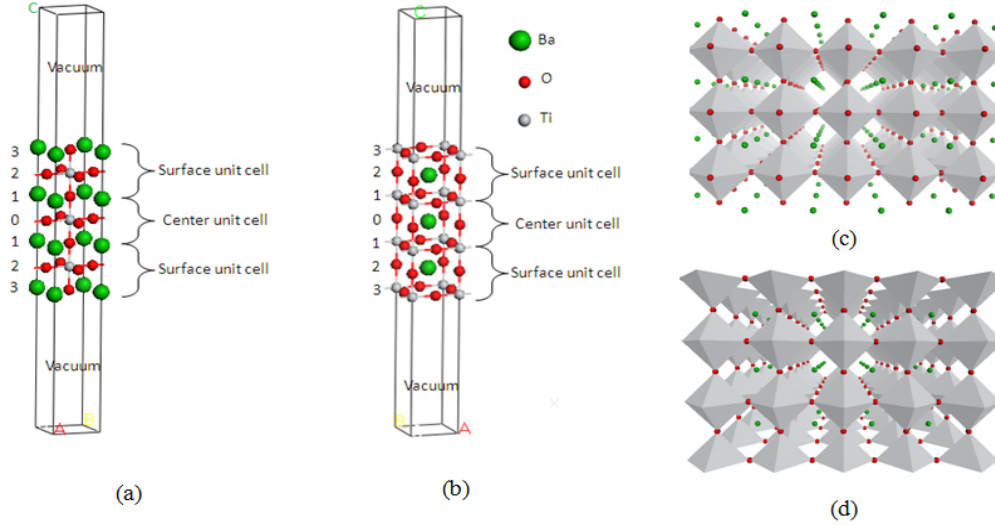 C
Vacuum
3
2
1
0
1
2
3
Surface unit cell
Center unit cell
Surface unit cell
Vacuum
A
B
(a)
C
Vacuum
3
2
1
0
1
2
3
Surface unit cell
Center unit cell
Surface unit cell
Vacuum
B
A
(b)
Ba
O
Ti
(c)
(d)